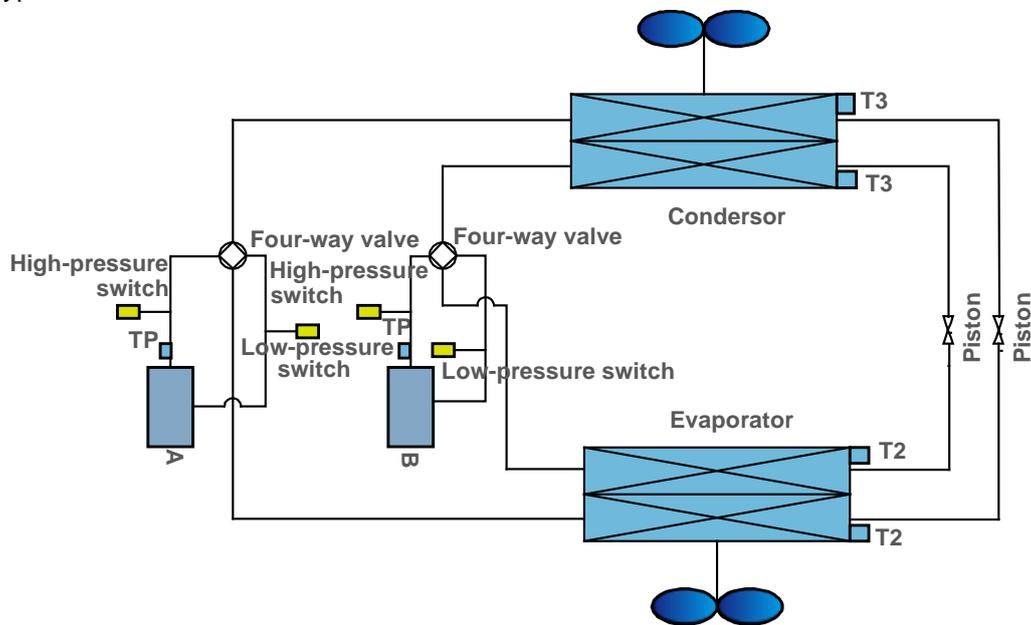 T3
T3
Condersor
Four-way valve
Four-way valve
High-pressure
switch
High-pressure
switch
TP
TP
Low-pressure
switch
Low-pressure switch
Piston
Piston
Evaporator
A
B
T2
T2